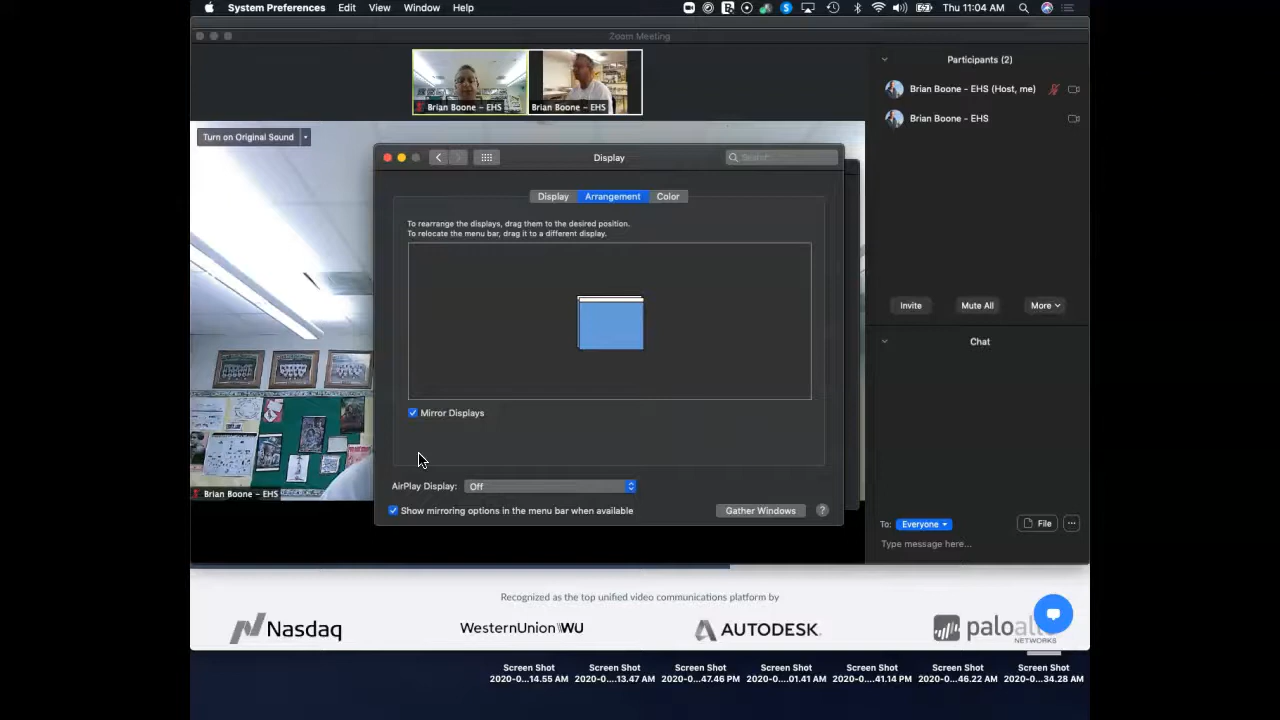 System Preferences Edit View Window Help
Thu 11:04 AM
Zoom Meeting
Brian Boone - EHS
Brian Boone - EHS
Participants (2)
Brian Boone - EHS (Host, me)
Brian Boone - EHS
Turn on Original Sound
Display
Search
Display Arrangement Color
To rearrange the displays, drag them to the desired position.
To relocate the menu bar, drag it to a different display.
Mirror Displays
AirPlay Display: Off
Show mirroring options in the menu bar when available
Gather Windows ?
Brian Boone - EHS
Invite Mute All More
Chat
To: Everyone
File ...
Type message here...
Recognized as the top unified video communications platform by
Nasdaq
WesternUnion WU
AUTODESK.
paloal
NETWORKS
Screen Shot Screen Shot Screen Shot Screen Shot Screen Shot Screen Shot Screen Shot
2020-0...14.55 AM 2020-0...13.47 AM 2020-0...47.46 PM 2020-0....01.41 AM 2020-0...41.14 PM 2020-0...46.22 AM 2020-0...34.28 AM